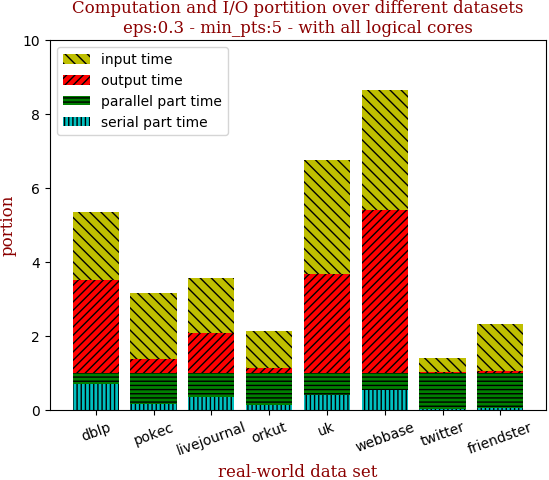 Computation and I/O portition over different datasets
eps:0.3 - min_pts:5 - with all logical cores
10
8
6
4
2
0
portion
input time
output time
parallel part time
serial part time
dblp
pokec
livejournal
orkut
uk
webbase
twitter
friendster
real-world data set